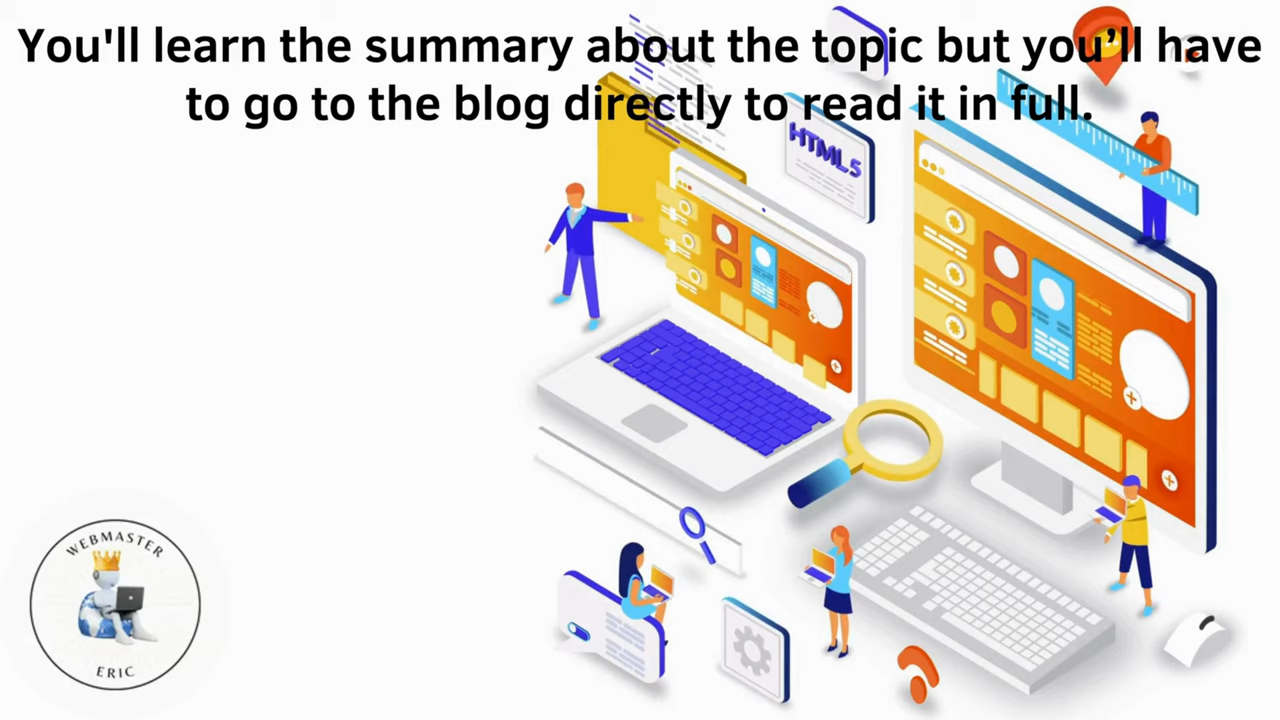 You'll learn the summary about the topic but you’ll have
to go to the blog directly to read it in full.
HTML5
WEBMASTER
ERIC